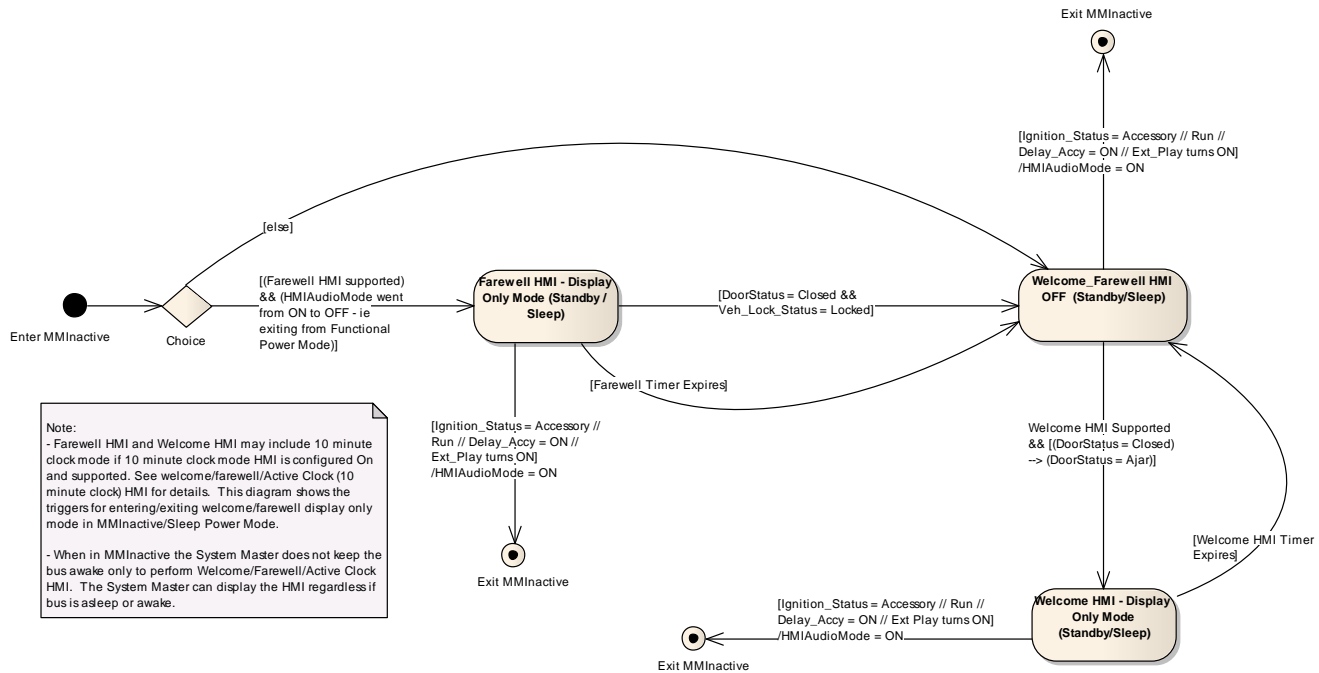 Exit MMInactive
[Ignition_Status = Accessory // Run //
Delay_Accy = ON // Ext_Play turns ON]
/HMIAudioMode = ON
[else]
[(Farewell HMI supported)
&& (HMIAudioMode went
from ON to OFF - ie
exiting from Functional
Power Mode)]
Farewell HMI - Display
Only Mode (Standby /
Sleep)
[DoorStatus = Closed &&
Veh_Lock_Status = Locked]
Welcome_Farewell HMI
OFF (Standby/Sleep)
Enter MMInactive
Choice
[Farewell Timer Expires]
Note:
- Farewell HMI and Welcome HMI may include 10 minute
clock mode if 10 minute clock mode HMI is configured On
and supported. See welcome/farewell/Active Clock (10
minute clock) HMI for details. This diagram shows the
triggers for entering/exiting welcome/farewell display only
mode in MMInactive/Sleep Power Mode.
- When in MMInactive the System Master does not keep the
bus awake only to perform Welcome/Farewell/Active Clock
HMI. The System Master can display the HMI regardless if
bus is asleep or awake.
[Ignition_Status = Accessory //
Run // Delay_Accy = ON //
Ext_Play turns ON]
/HMIAudioMode = ON
Exit MMInactive
Welcome HMI Supported
&& [(DoorStatus = Closed)
--> (DoorStatus = Ajar)]
[Welcome HMI Timer
Expires]
Welcome HMI - Display
Only Mode
(Standby/Sleep)
[Ignition_Status = Accessory // Run //
Delay_Accy = ON // Ext Play turns ON]
/HMIAudioMode = ON
Exit MMInactive